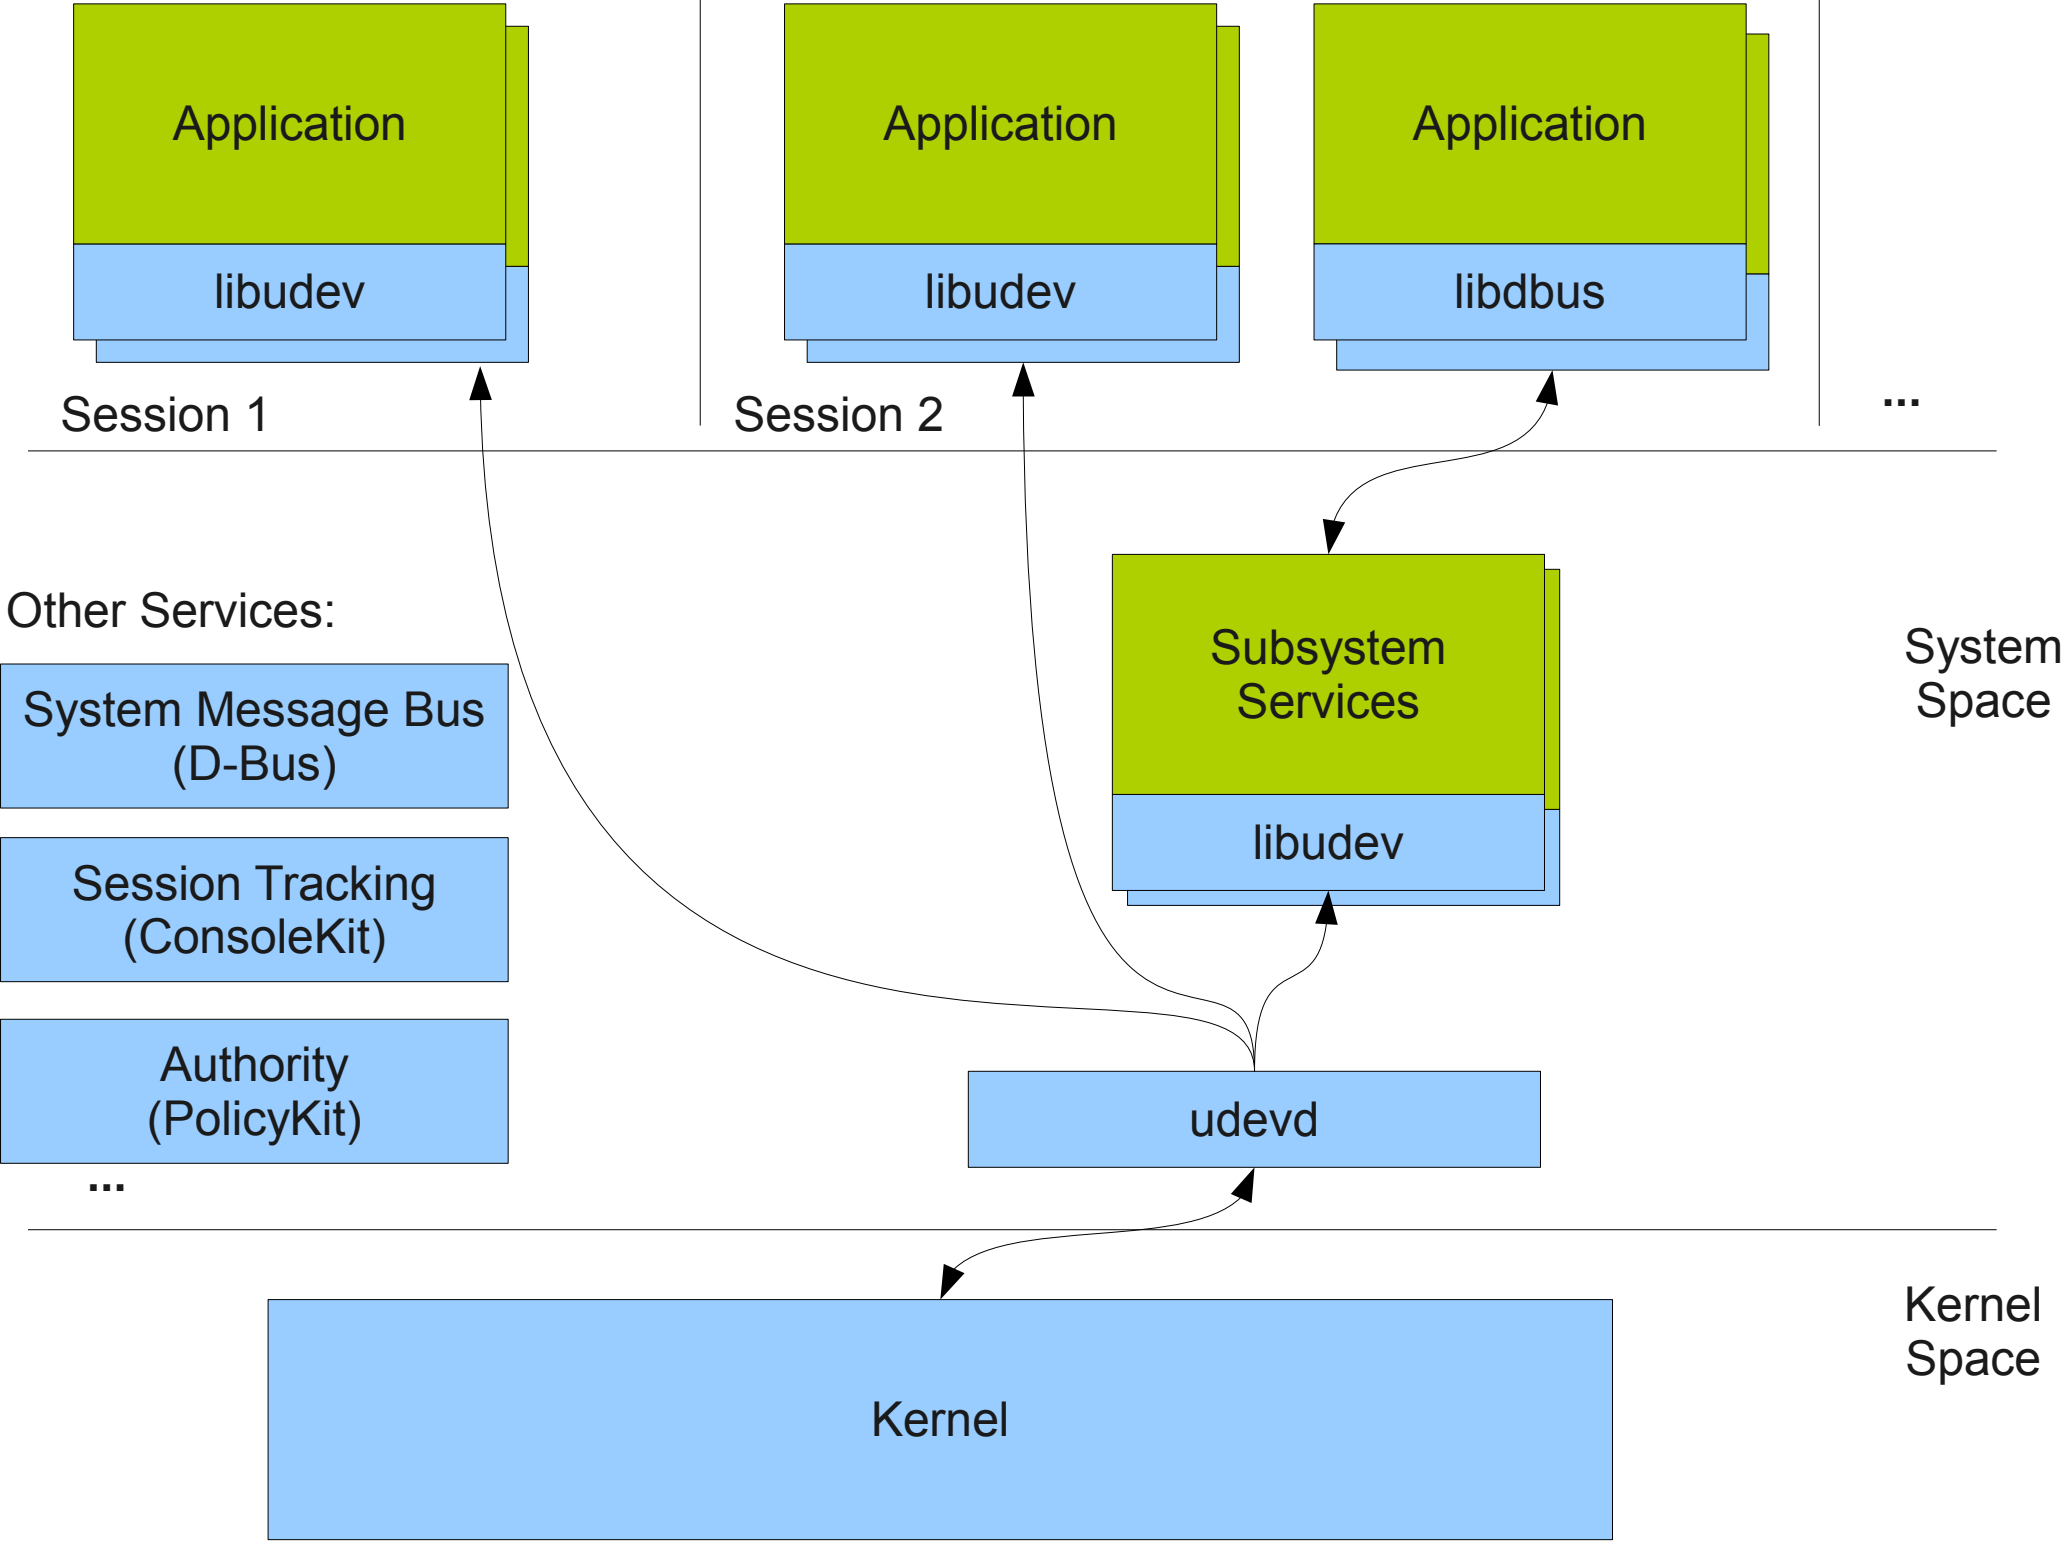 Application
libudev
Session 1
Application
libudev
Application
libdbus
Session 2
...
Other Services:
System Message Bus
(D-Bus)
Session Tracking
(ConsoleKit)
Authority
(PolicyKit)
...
Subsystem
Services
libudev
udevd
System
Space
Kernel
Kernel
Space